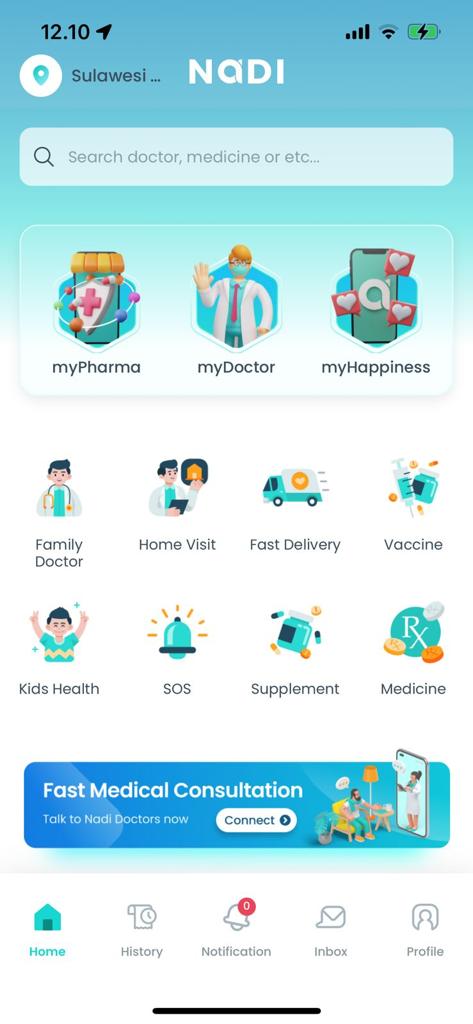 12.10
Sulawesi ...
NaDI
Search doctor, medicine or etc...
myPharma
myDoctor
myHappiness
Family
Doctor
Home Visit
Fast Delivery
Vaccine
Rx
Kids Health
SOS
Supplement
Medicine
Fast Medical Consultation
Talk to Nadi Doctors now
Connect
0
Home
History
Notification
Inbox
Profile